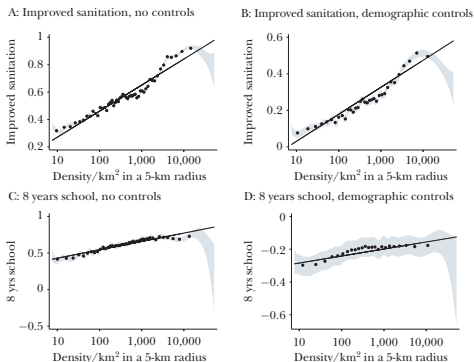 A: Improved sanitation, no controls
Improved sanitation
1
0.8
0.6
0.4
0.2
10 100 1,000 10,000
Density/km² in a 5-km radius
B: Improved sanitation, demographic controls
Improved sanitation
0.6
0.4
0.2
0
10 100 1,000 10,000
Density/km² in a 5-km radius
C: 8 years school, no controls
8 yrs school
1
0.5
0
−0.5
10 100 1,000 10,000
Density/km² in a 5-km radius
D: 8 years school, demographic controls
8 yrs school
0
−0.2
−0.4
−0.6
10 100 1,000 10,000
Density/km² in a 5-km radius